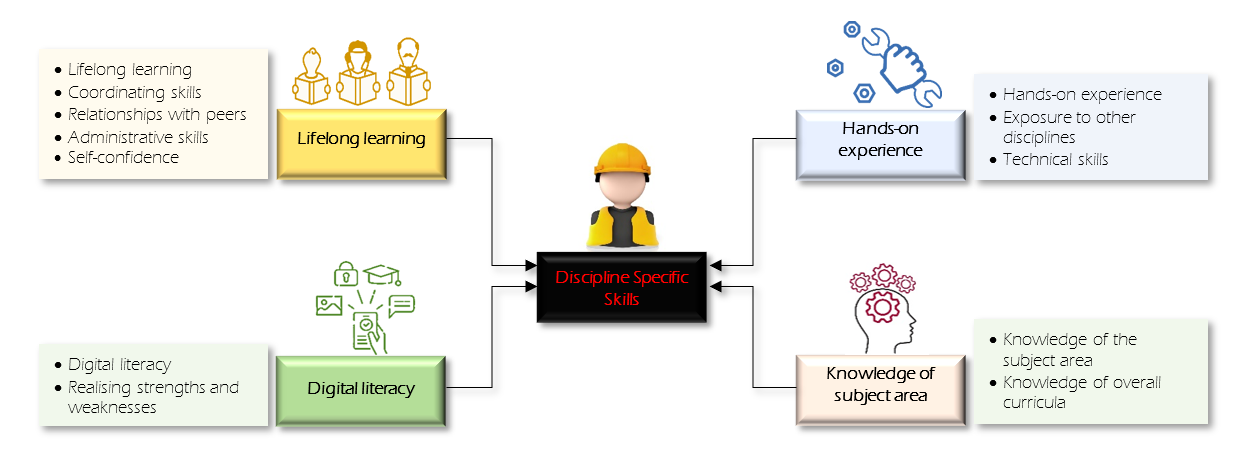 • Lifelong learning
• Coordinating skills
• Relationships with peers
• Administrative skills
• Self-confidence
Lifelong learning
Hands-on
experience
• Hands-on experience
• Exposure to other
disciplines
• Technical skills
Discipline Specific
Skills
• Digital literacy
• Realising strengths and
weaknesses
Digital literacy
Knowledge of
subject area
• Knowledge of the
subject area
• Knowledge of overall
curricula